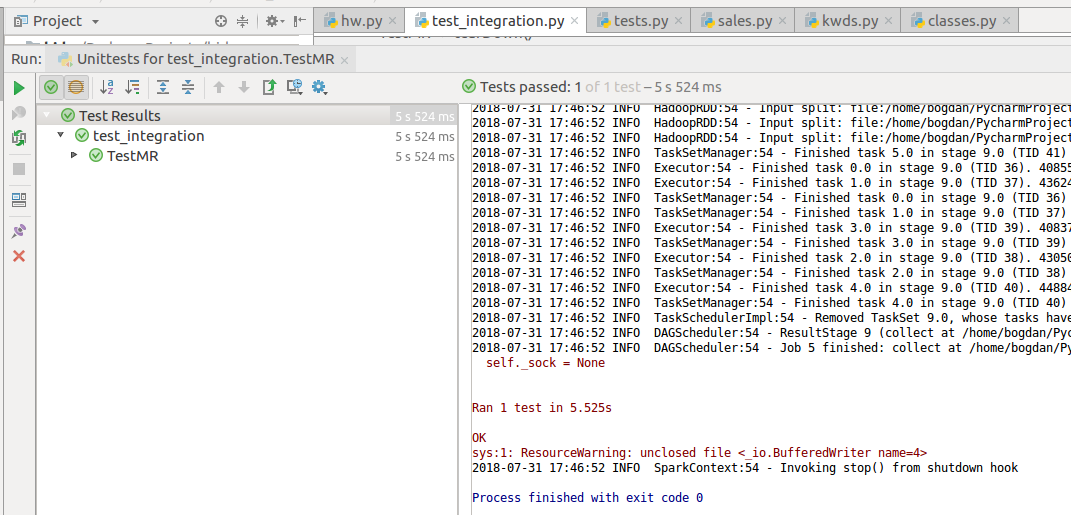 Project
hw.py
test_integration.py
tests.py
sales.py
kwds.py
classes.py
Run:
Unittests for test_integration.TestMR
Tests passed: 1 of 1 test – 5 s 524 ms
Test Results 5 s 524 ms
test_integration 5 s 524 ms
TestMR 5 s 524 ms
2018-07-31 17:46:52 INFO  HadoopRDD:54 - Input split: file:/home/bogdan/PycharmProject
2018-07-31 17:46:52 INFO  HadoopRDD:54 - Input split: file:/home/bogdan/PycharmProject
2018-07-31 17:46:52 INFO  HadoopRDD:54 - Input split: file:/home/bogdan/PycharmProject
2018-07-31 17:46:52 INFO  TaskSetManager:54 - Finished task 5.0 in stage 9.0 (TID 41)
2018-07-31 17:46:52 INFO  Executor:54 - Finished task 0.0 in stage 9.0 (TID 36). 40855
2018-07-31 17:46:52 INFO  Executor:54 - Finished task 1.0 in stage 9.0 (TID 37). 43624
2018-07-31 17:46:52 INFO  TaskSetManager:54 - Finished task 0.0 in stage 9.0 (TID 36)
2018-07-31 17:46:52 INFO  TaskSetManager:54 - Finished task 1.0 in stage 9.0 (TID 37)
2018-07-31 17:46:52 INFO  Executor:54 - Finished task 3.0 in stage 9.0 (TID 39). 40837
2018-07-31 17:46:52 INFO  TaskSetManager:54 - Finished task 3.0 in stage 9.0 (TID 39)
2018-07-31 17:46:52 INFO  Executor:54 - Finished task 2.0 in stage 9.0 (TID 38). 43050
2018-07-31 17:46:52 INFO  TaskSetManager:54 - Finished task 2.0 in stage 9.0 (TID 38)
2018-07-31 17:46:52 INFO  Executor:54 - Finished task 4.0 in stage 9.0 (TID 40). 44884
2018-07-31 17:46:52 INFO  TaskSetManager:54 - Finished task 4.0 in stage 9.0 (TID 40)
2018-07-31 17:46:52 INFO  TaskSchedulerImpl:54 - Removed TaskSet 9.0, whose tasks have
2018-07-31 17:46:52 INFO  DAGScheduler:54 - ResultStage 9 (collect at /home/bogdan/Pyc
2018-07-31 17:46:52 INFO  DAGScheduler:54 - Job 5 finished: collect at /home/bogdan/Py
self._sock = None
Ran 1 test in 5.525s
OK
sys:1: ResourceWarning: unclosed file <_io.BufferedWriter name=4>
2018-07-31 17:46:52 INFO  SparkContext:54 - Invoking stop() from shutdown hook
Process finished with exit code 0